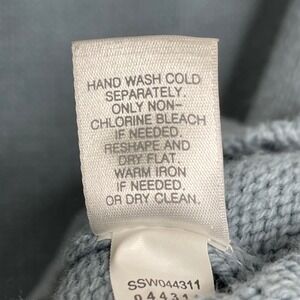 HAND WASH COLD
SEPARATELY.
ONLY NON-
CHLORINE BLEACH
IF NEEDED.
RESHAPE AND
DRY FLAT.
WARM IRON
IF NEEDED.
OR DRY CLEAN.
SSW044311